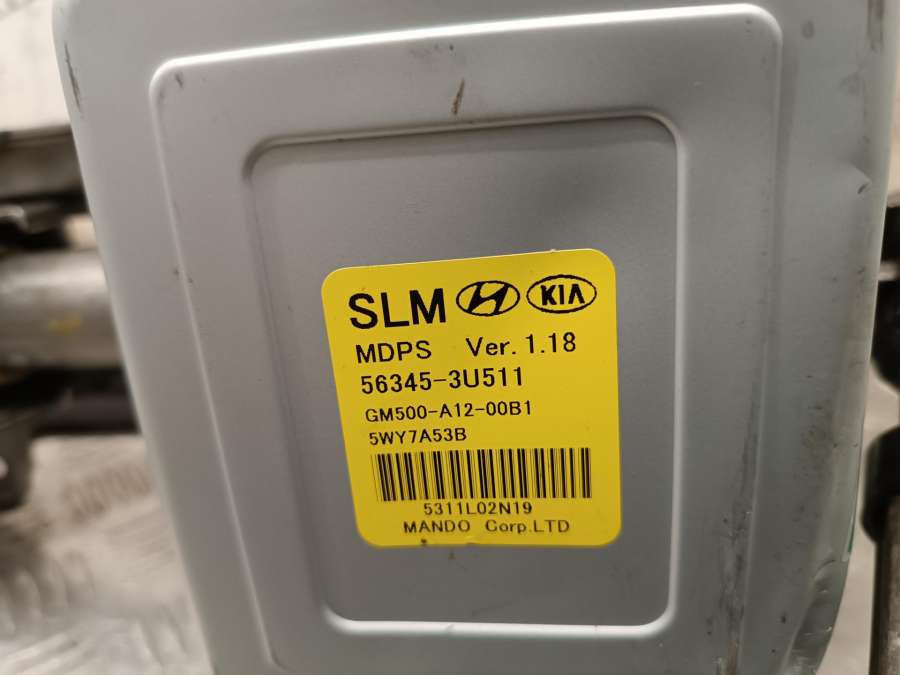 SLM KIA
MDPS Ver. 1.18
56345-3U511
GM500-A12-00B1
5WY7A53B
5311L02N19
MANDO Corp.LTD